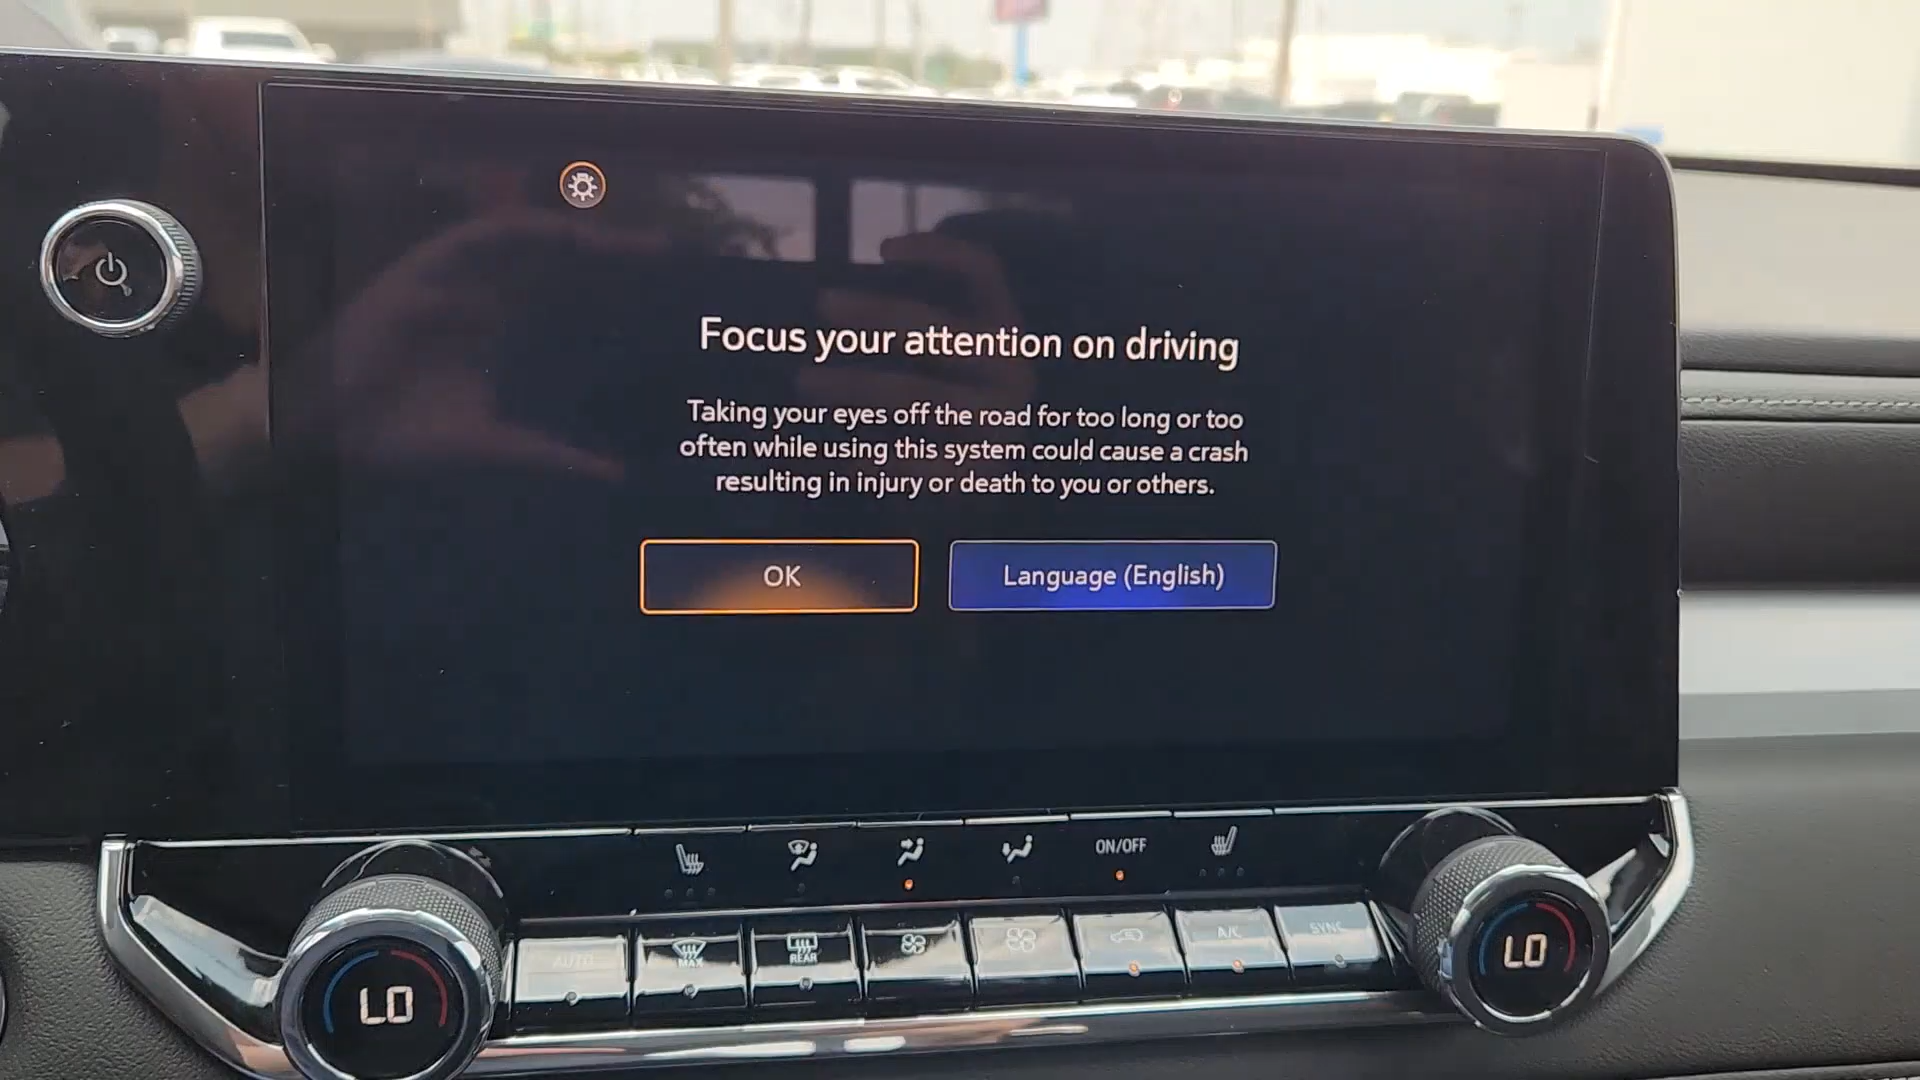 Focus your attention on driving
Taking your eyes off the road for too long or too
often while using this system could cause a crash
resulting in injury or death to you or others.
OK
Language (English)
ON/OFF
AUTO
MAX
REAR
A/C
SYNC
LO
LO